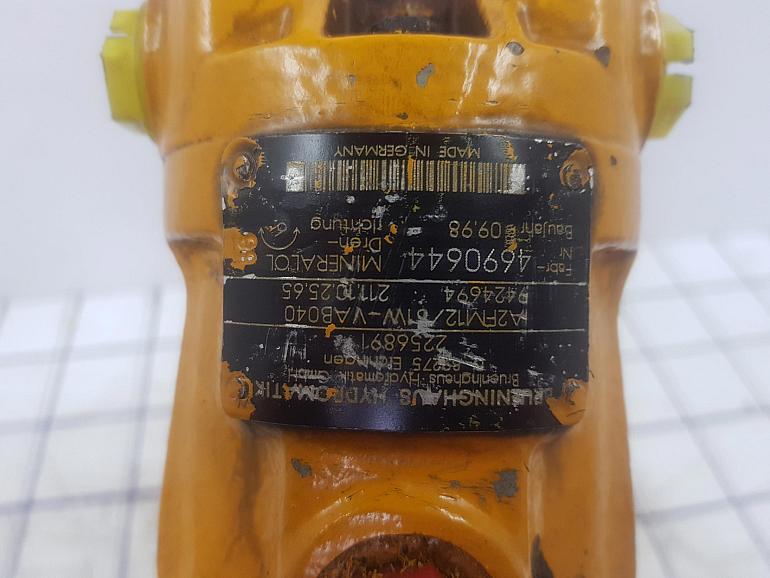 BRUENINGHAUS HYDROMATIK
Brueninghaus Hydromatik GmbH
D-89275 Elchingen
2256891
A2FM12/61W-VAB040
9424694 211.10.25.65
Fabr-Nr 4690644 MINERALÖL
Baujahr 09.98 Dreh-richtung
MADE IN GERMANY